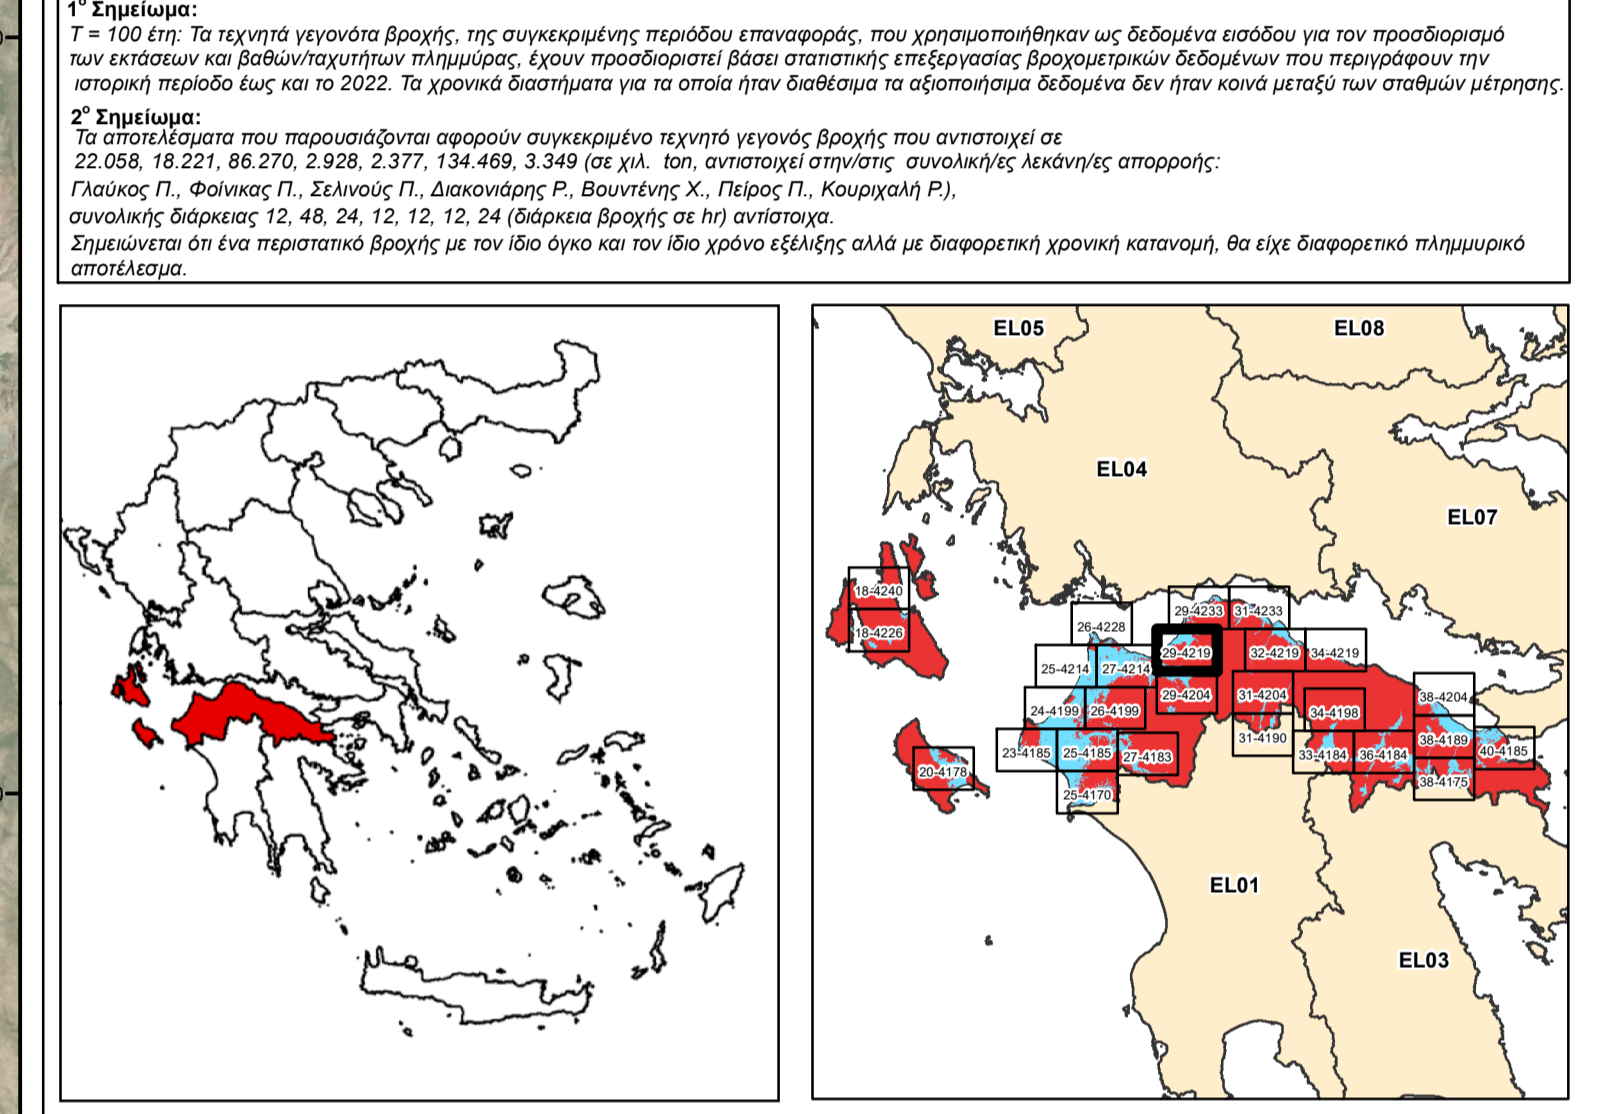 1ο Σημείωμα:
T = 100 έτη: Τα τεχνητά γεγονότα βροχής, της συγκεκριμένης περιόδου επαναφοράς, που χρησιμοποιήθηκαν ως δεδομένα εισόδου για τον προσδιορισμό
των εκτάσεων και βαθών/ταχυτήτων πλημμύρας, έχουν προσδιοριστεί βάσει στατιστικής επεξεργασίας βροχομετρικών δεδομένων που περιγράφουν την
ιστορική περίοδο έως και το 2022. Τα χρονικά διαστήματα για τα οποία ήταν διαθέσιμα τα αξιοποιήσιμα δεδομένα δεν ήταν κοινά μεταξύ των σταθμών μέτρησης.
2ο Σημείωμα:
Τα αποτελέσματα που παρουσιάζονται αφορούν συγκεκριμένο τεχνητό γεγονός βροχής που αντιστοιχεί σε
22.058, 18.221, 86.270, 2.928, 2.377, 134.469, 3.349 (σε χιλ. ton, αντιστοιχεί στην/στις συνολική/ες λεκάνη/ες απορροής:
Γλαύκος Π., Φοίνικας Π., Σελινούς Π., Διακονιάρης Ρ., Βουντένης Χ., Πείρος Π., Κουριχαλή Ρ.),
συνολικής διάρκειας 12, 48, 24, 12, 12, 12, 24 (διάρκεια βροχής σε hr) αντίστοιχα.
Σημειώνεται ότι ένα περιστατικό βροχής με τον ίδιο όγκο και τον ίδιο χρόνο εξέλιξης αλλά με διαφορετική χρονική κατανομή, θα είχε διαφορετικό πλημμυρικό
αποτέλεσμα.
EL05
EL08
EL04
EL07
18-4240
18-4226
29-4233
31-4233
26-4228
29-4219
32-4219
34-4219
25-4214
27-4214
29-4204
31-4204
38-4204
24-4199
26-4199
34-4198
31-4190
38-4189
23-4185
25-4185
27-4183
33-4184
36-4184
40-4185
20-4178
38-4175
25-4170
EL01
EL03